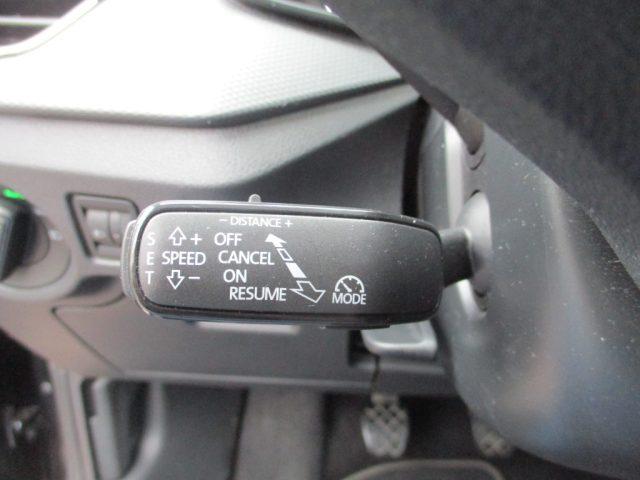 − DISTANCE +
S + OFF
E SPEED CANCEL
T − ON
RESUME MODE